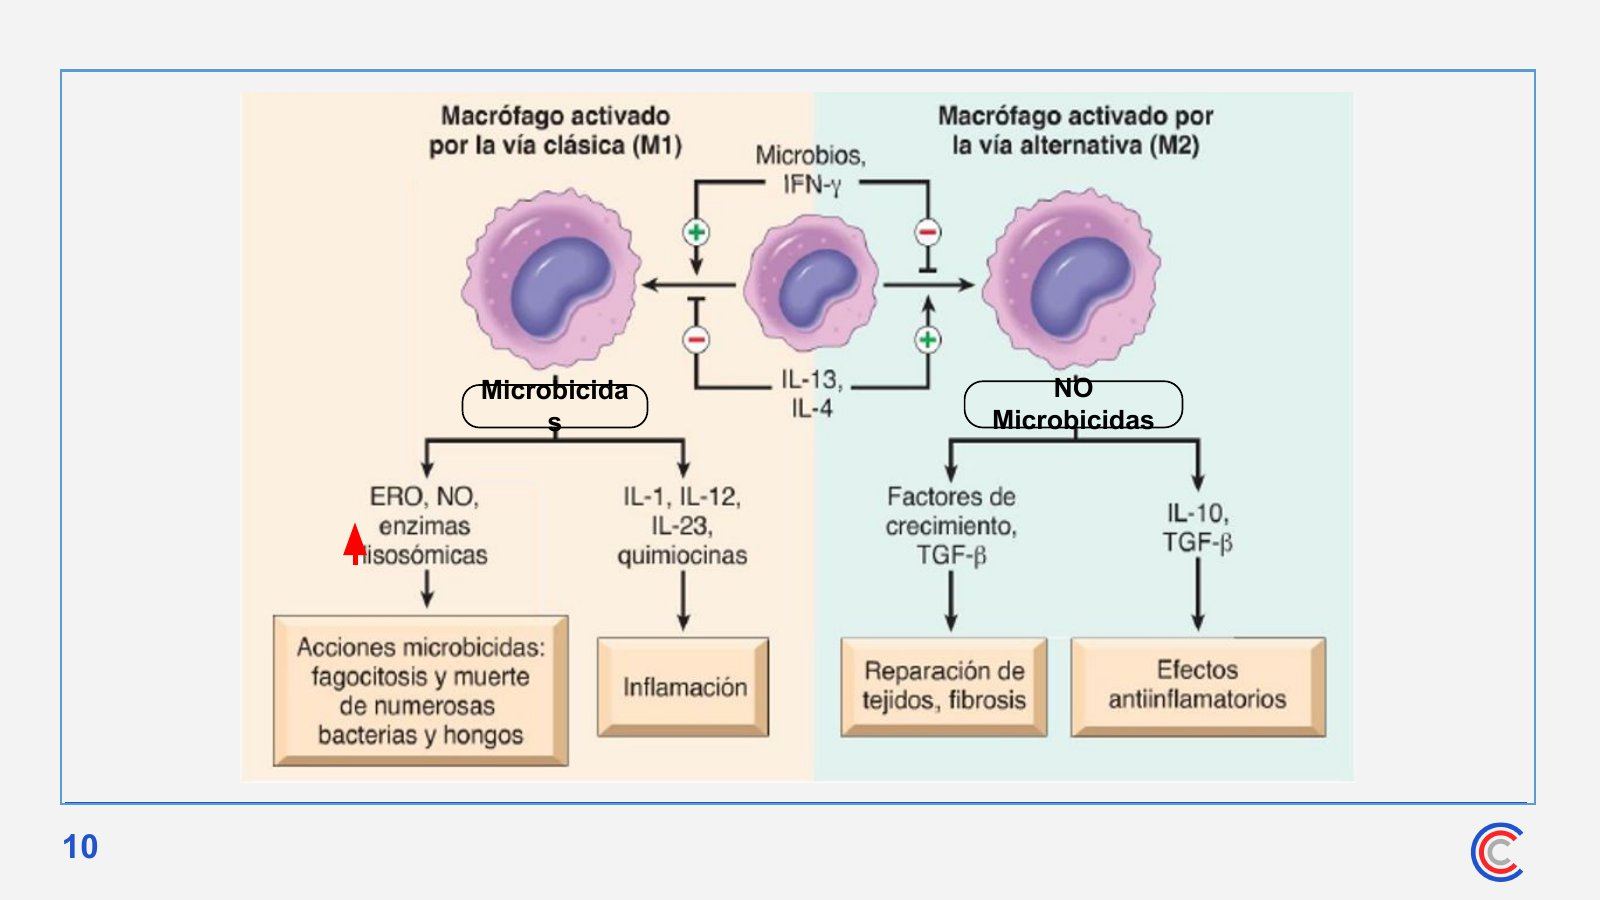 Macrófago activado
por la vía clásica (M1)
Macrófago activado por
la vía alternativa (M2)
Microbios,
IFN-γ
IL-13,
IL-4
Microbicida
s
NO
Microbicidas
ERO, NO,
enzimas
lisosómicas
IL-1, IL-12,
IL-23,
quimiocinas
Factores de
crecimiento,
TGF-β
IL-10,
TGF-β
Acciones microbicidas:
fagocitosis y muerte
de numerosas
bacterias y hongos
Inflamación
Reparación de
tejidos, fibrosis
Efectos
antiinflamatorios
10